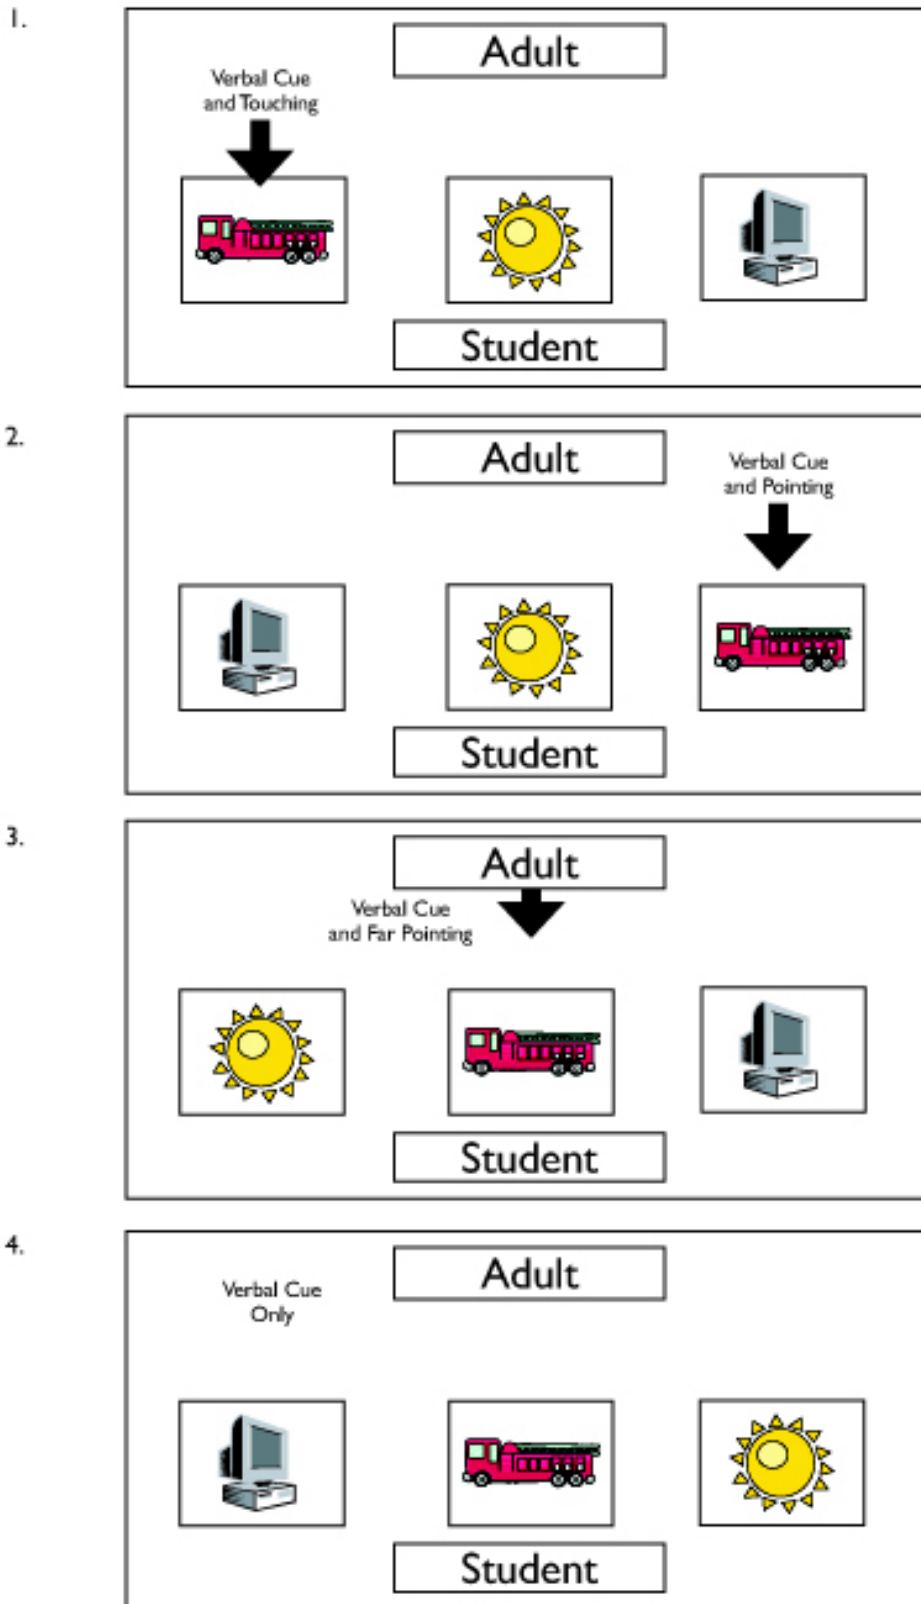 1.
Adult
Verbal Cue
and Touching
Student
2.
Adult
Verbal Cue
and Pointing
Student
3.
Adult
Verbal Cue
and Far Pointing
Student
4.
Adult
Verbal Cue
Only
Student